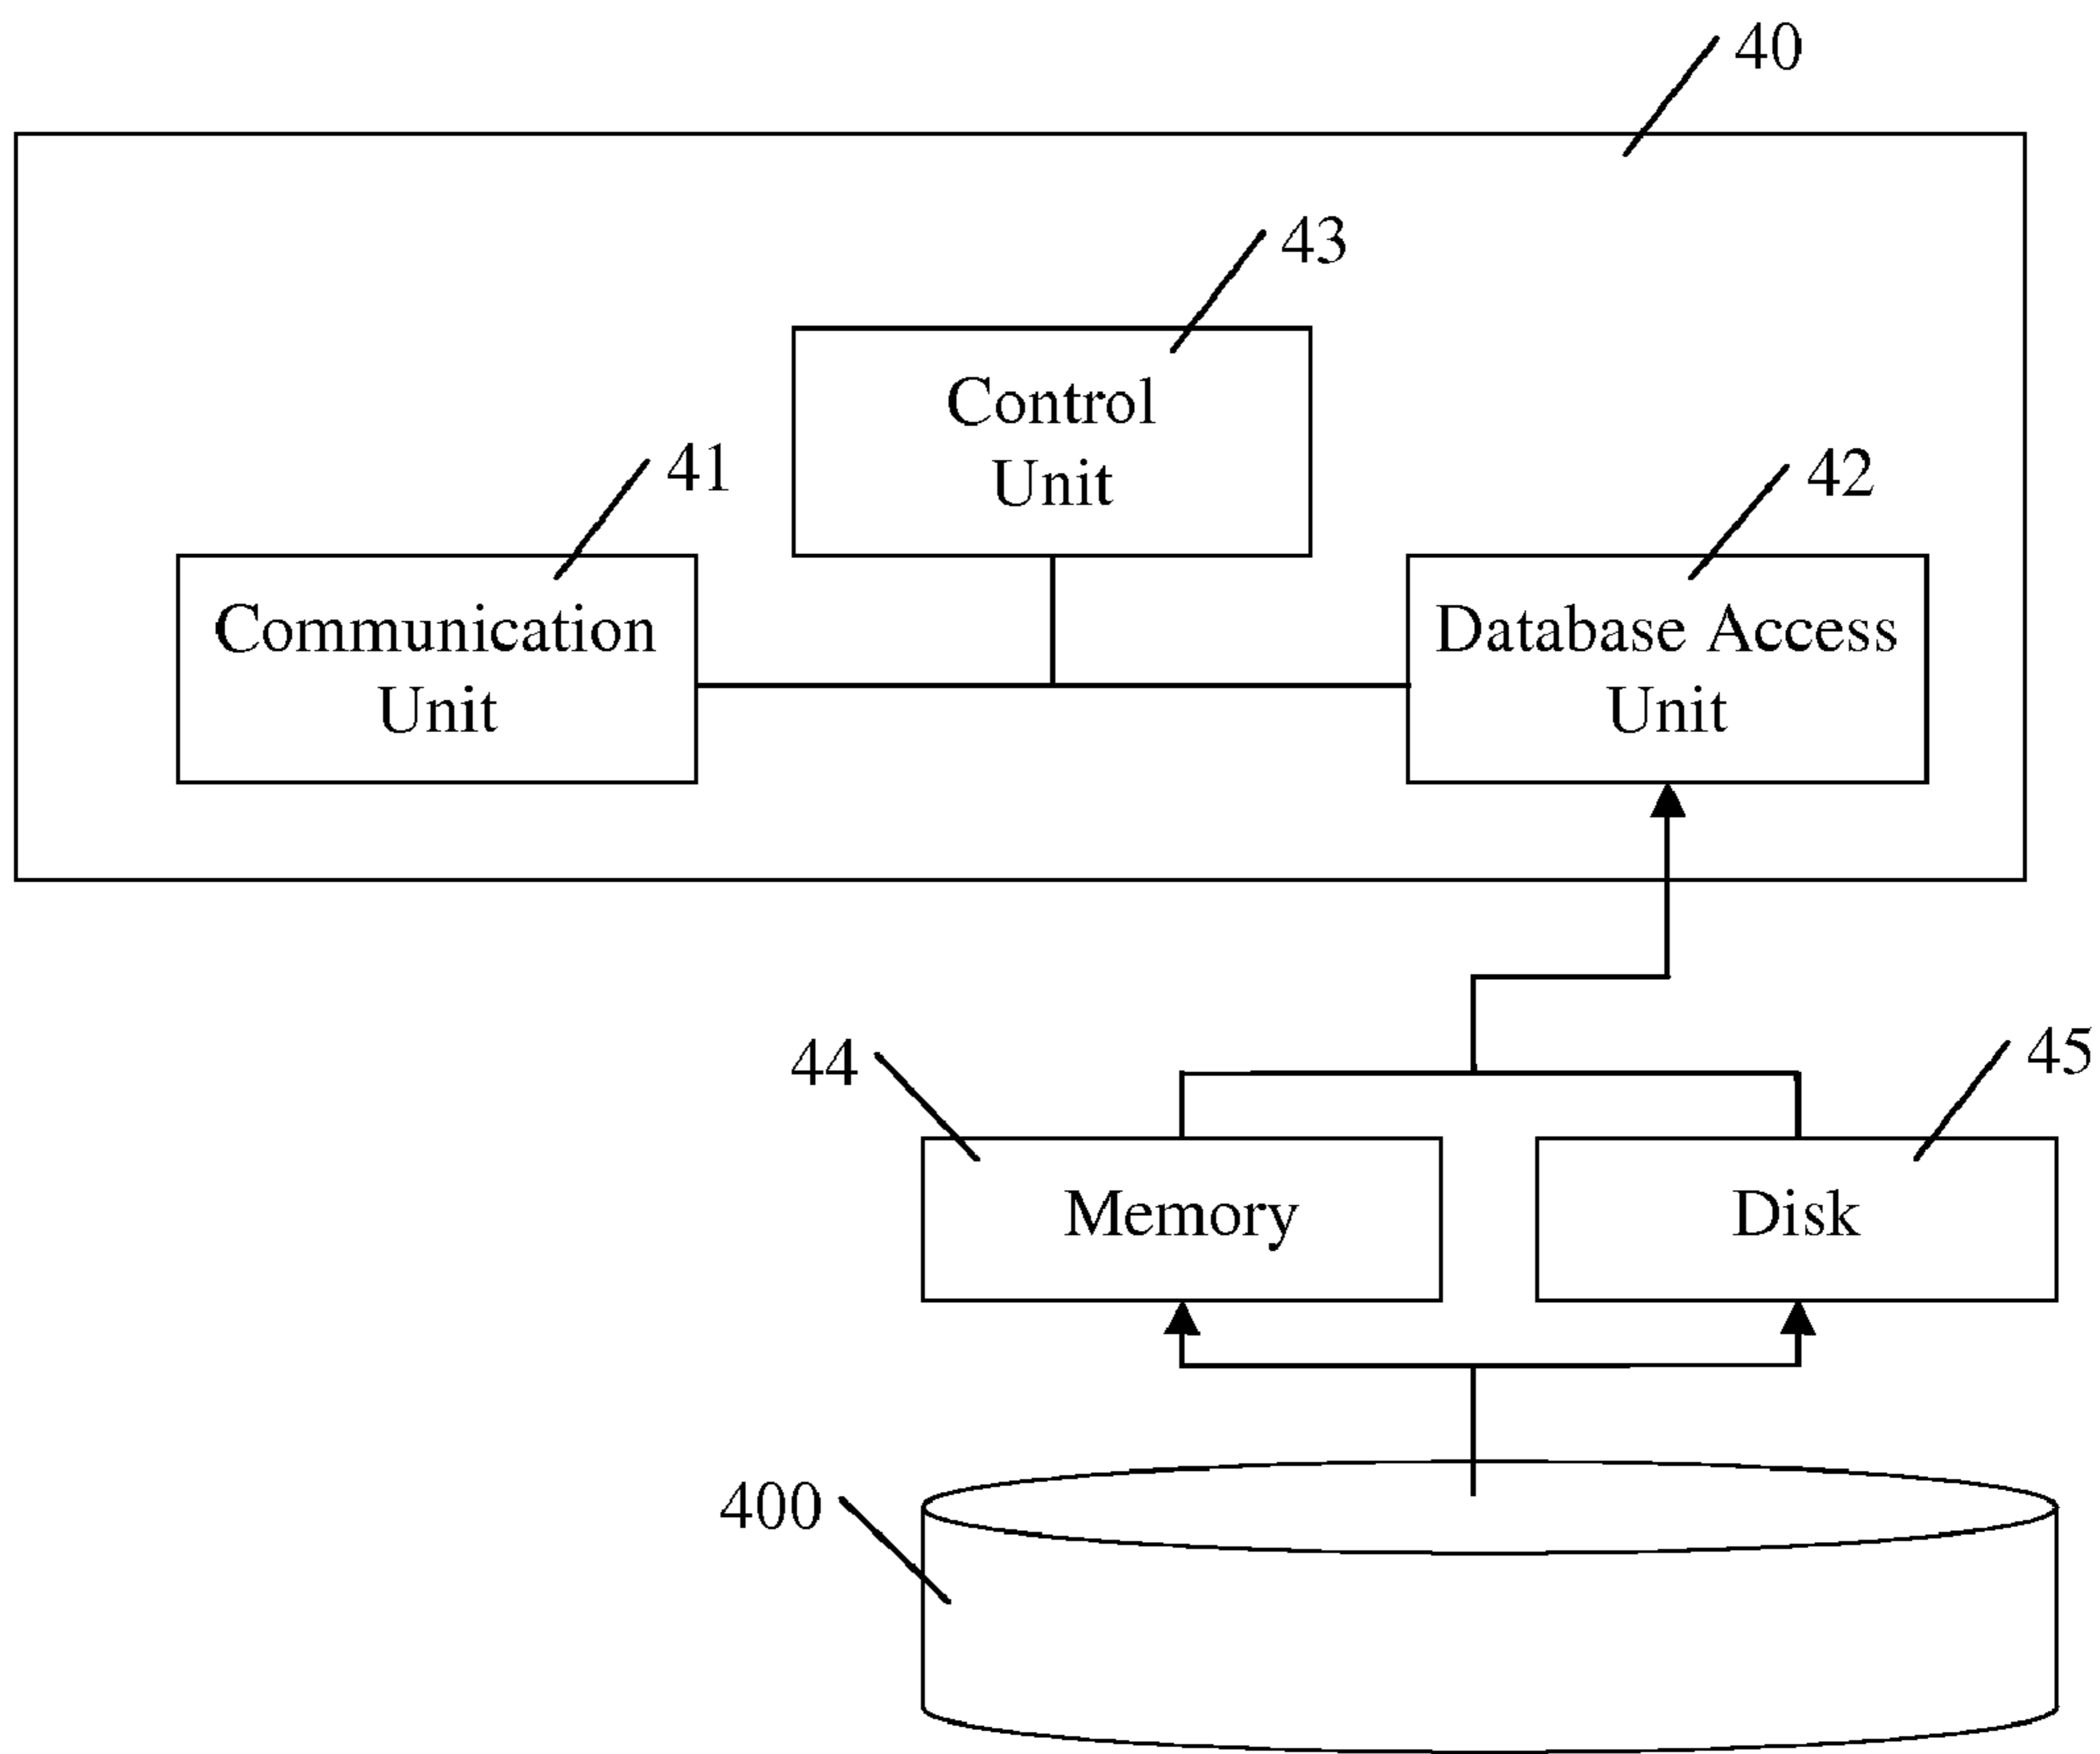 40
43
Control
Unit
41
42
Communication
Unit
Database Access
Unit
44
45
Memory
Disk
400